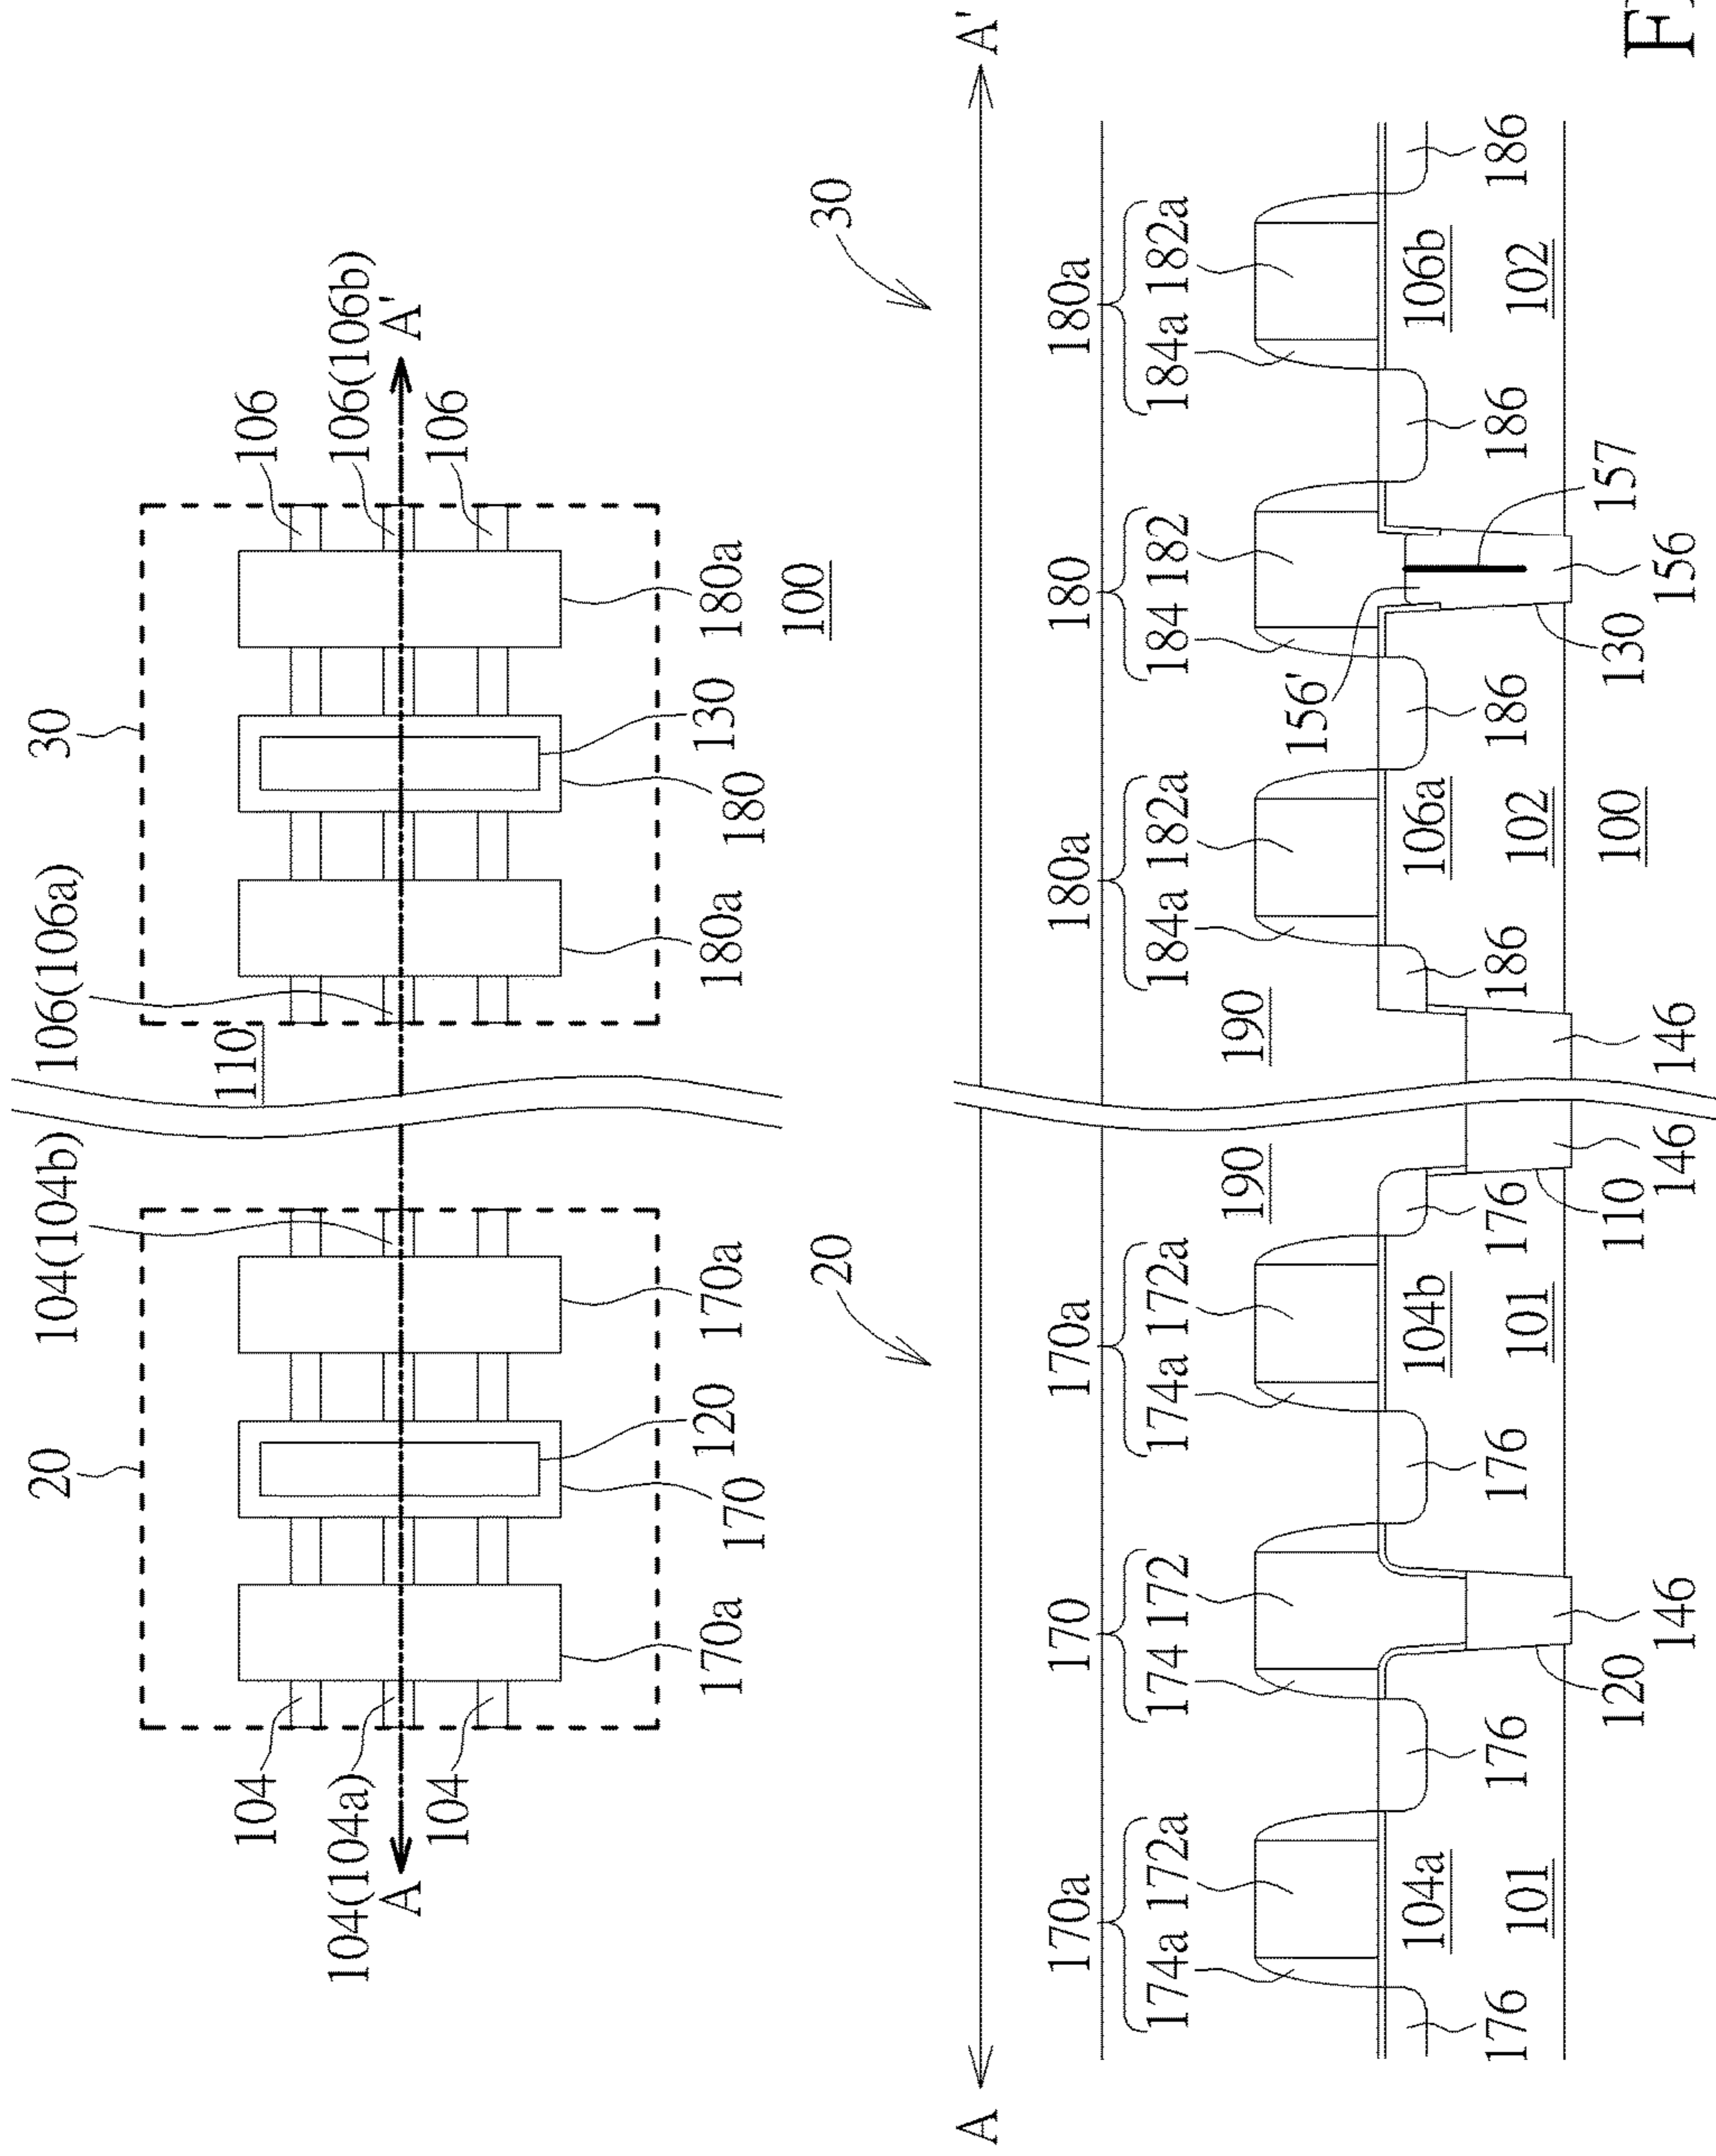 20 30
104(104b) 106(106a)
110
104 106
104(104a) 106(106b)
A A'
104 106
170a 120 170a 180a 130 180a
170 180
100
20 30
A A'
170a 170 170a 180a 180 180a
174a 172a 174 172 174a 172a 184a 182a 184 182 184a 182a
190 190
156'
104a 104b 106a 106b
176 176 176 176 186 186 186 186
101 101 102 102
120 110 100 130 157
146 146 146 156
F